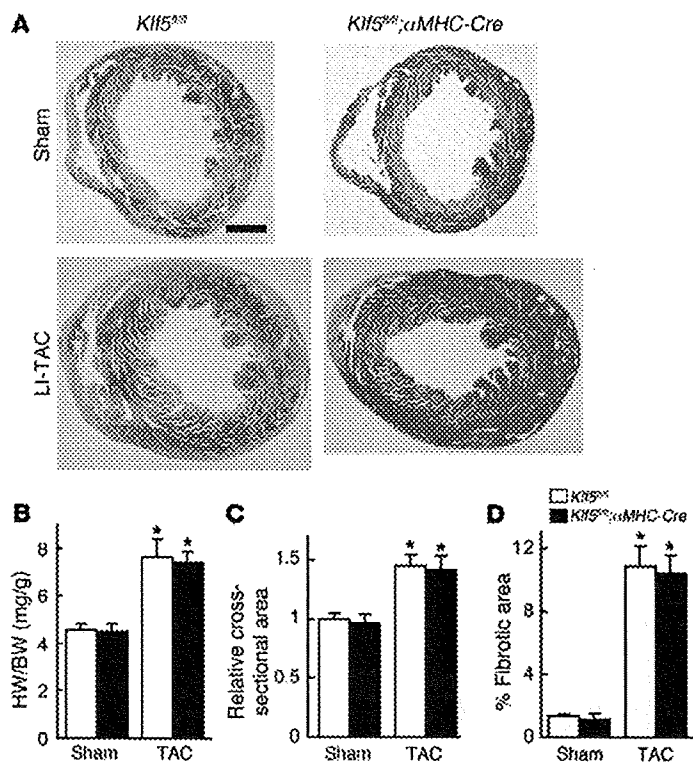 A
Klf5fl/fl
Klf5fl/fl;αMHC-Cre
Sham
LI-TAC
B
HW/BW (mg/g)
8
6
4
2
0
*
*
Sham TAC
C
Relative cross-
sectional area
1.5
1
0.5
0
*
*
Sham TAC
D
Klf5fl/fl
Klf5fl/fl;αMHC-Cre
% Fibrotic area
12
8
4
0
*
*
Sham TAC